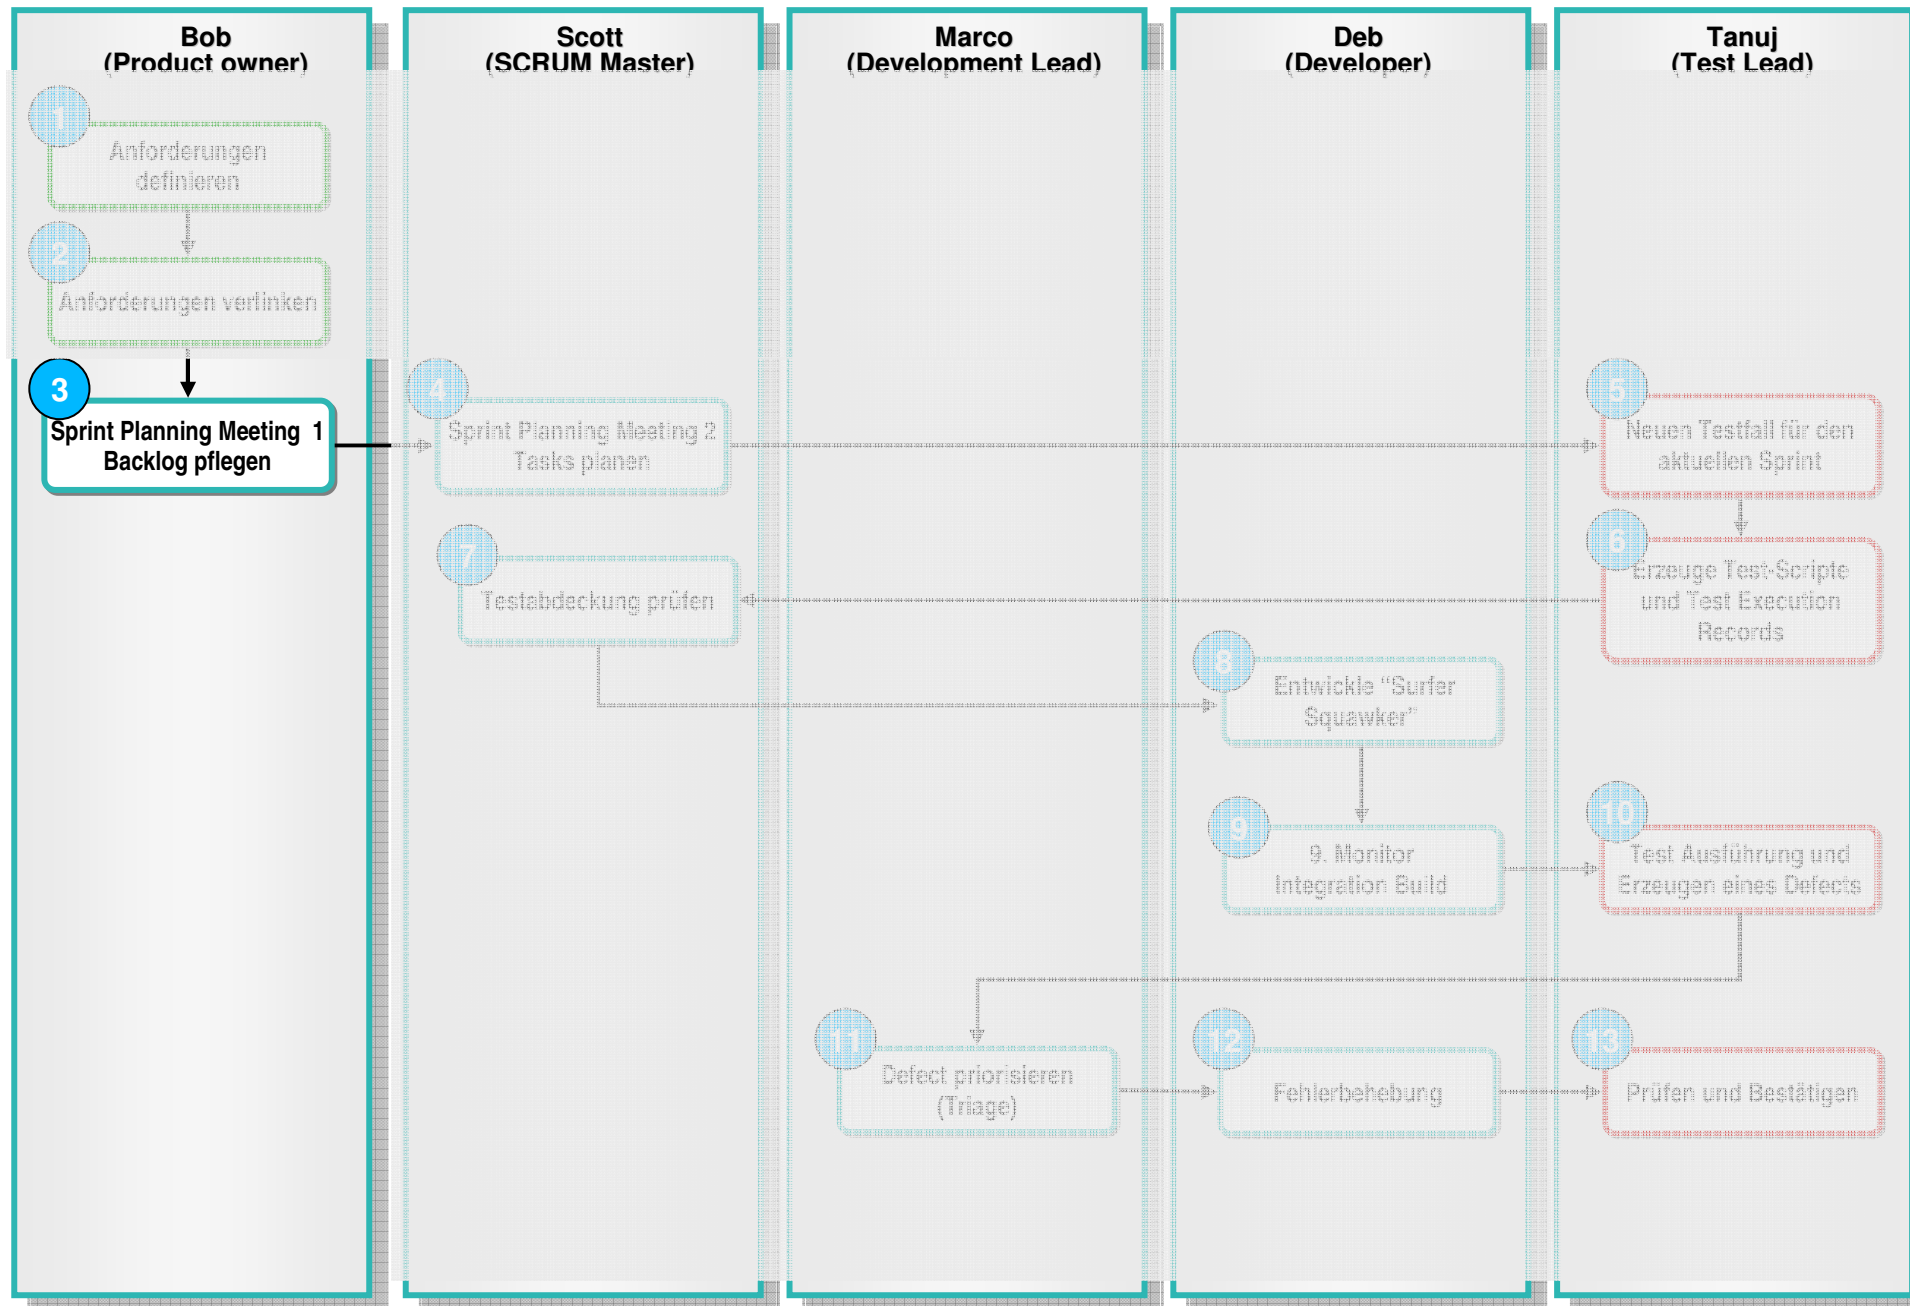 Bob
(Product owner)
Scott
(SCRUM Master)
Marco
(Development Lead)
Deb
(Developer)
Tanuj
(Test Lead)
1
Anforderungen
definieren
2
Anforderungen verlinken
3
Sprint Planning Meeting 1
Backlog pflegen
4
Sprint Planning Meeting 2
Tasks planen
5
Neuen Testfall für den
aktuellen Sprint
6
Erzeuge Test-Scripte
und Test Execution
Records
7
Testabdeckung prüfen
8
Entwickle "Surfer
Squawker"
9
9. Monitor
Integration Build
10
Test Ausführung und
Erzeugen eines Defects
11
Defect priorisieren
(Triage)
12
Fehlerbehebung
13
Prüfen und Bestätigen